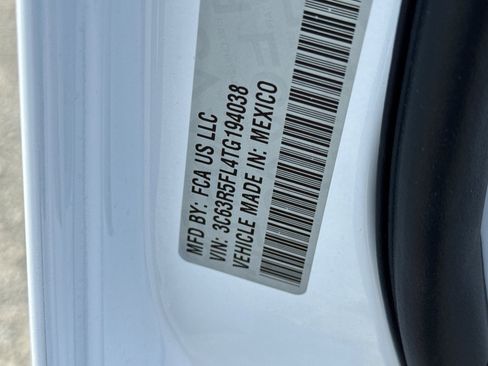 MFD BY: FCA US LLC
VIN: 3C63R5FL4TG194038
VEHICLE MADE IN: MEXICO